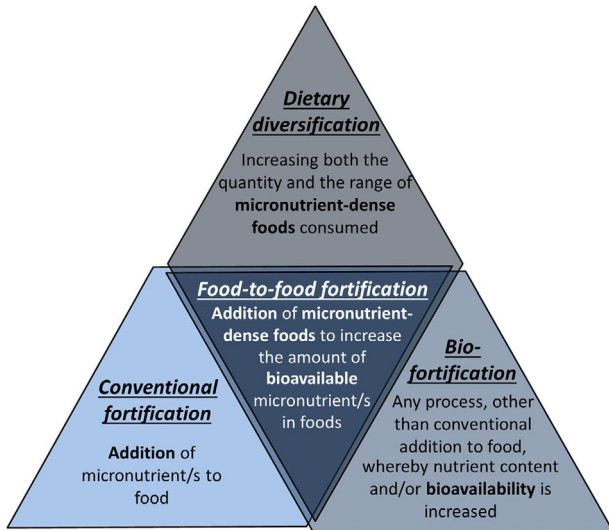 Dietary
diversification
Increasing both the
quantity and the range of
micronutrient-dense
foods consumed
Food-to-food fortification
Addition of micronutrient-
dense foods to increase
the amount of
bioavailable
micronutrient/s
in foods
Conventional
fortification
Addition of
micronutrient/s to
food
Bio-
fortification
Any process, other
than conventional
addition to food,
whereby nutrient content
and/or bioavailability is
increased